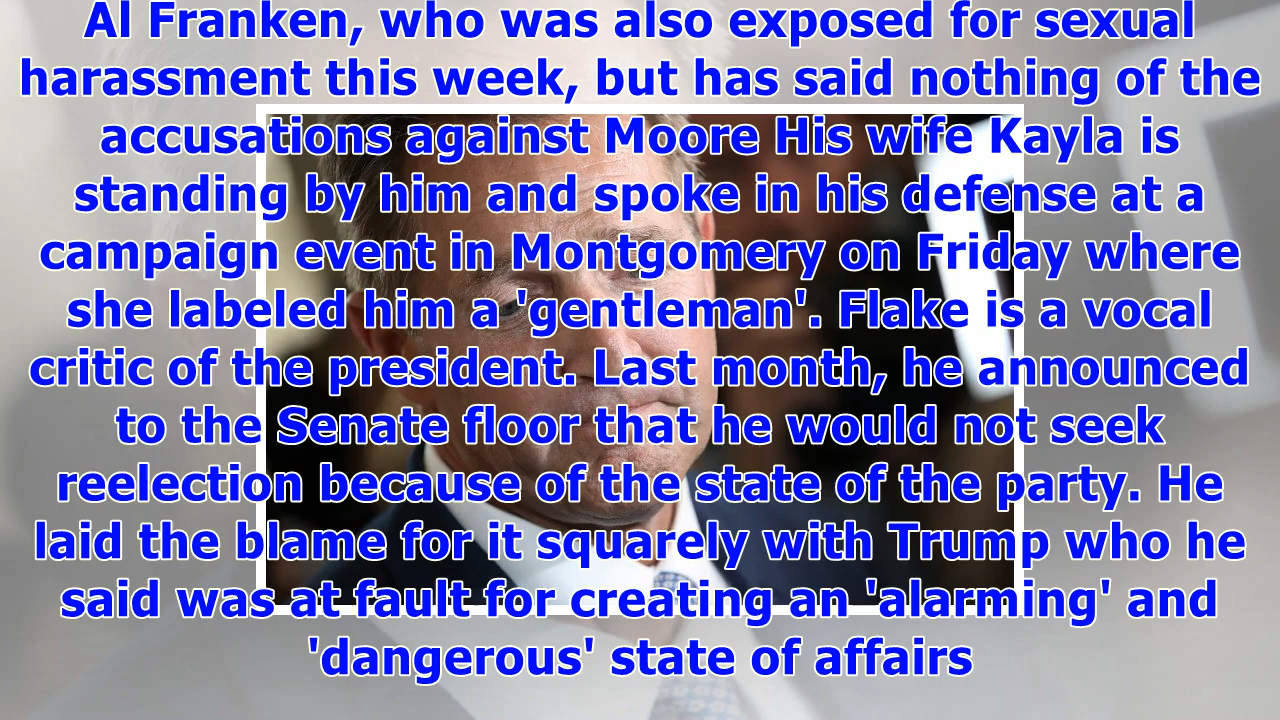 Al Franken, who was also exposed for sexual
harassment this week, but has said nothing of the
accusations against Moore His wife Kayla is
standing by him and spoke in his defense at a
campaign event in Montgomery on Friday where
she labeled him a 'gentleman'. Flake is a vocal
critic of the president. Last month, he announced
to the Senate floor that he would not seek
reelection because of the state of the party. He
laid the blame for it squarely with Trump who he
said was at fault for creating an 'alarming' and
'dangerous' state of affairs